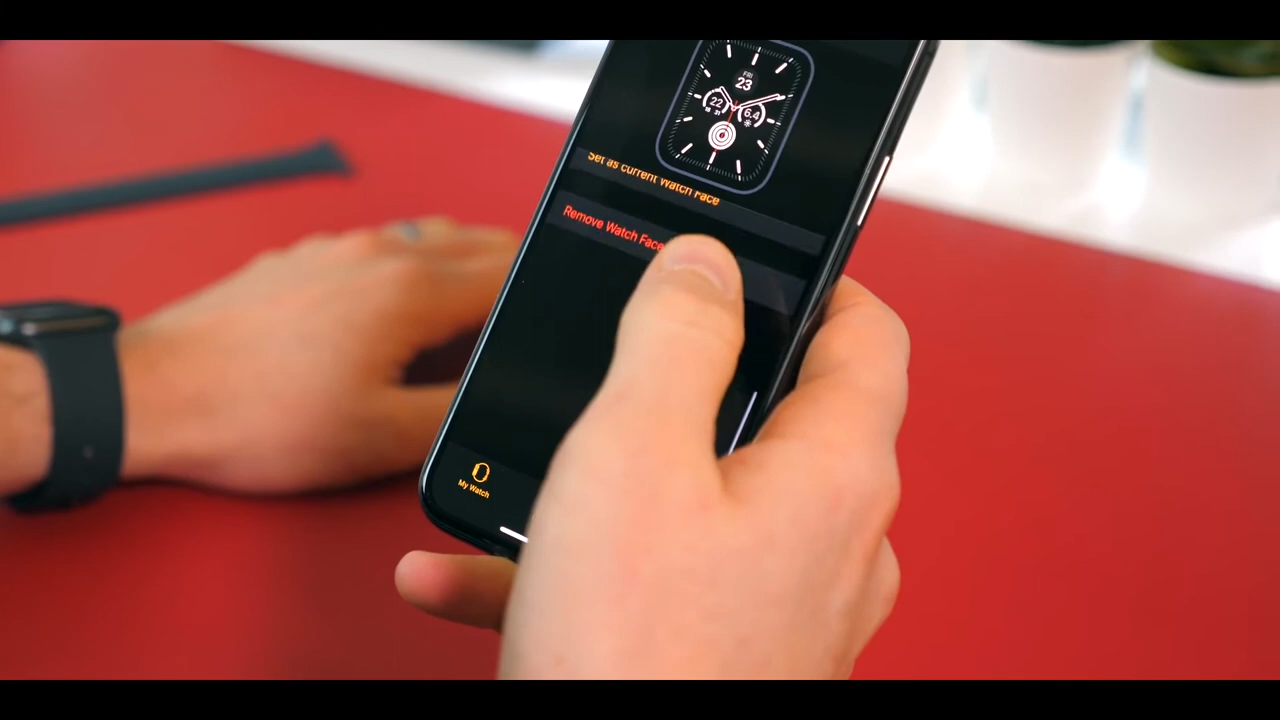 FRI
23
22
6.4
Set as current Watch Face
Remove Watch Face
My Watch